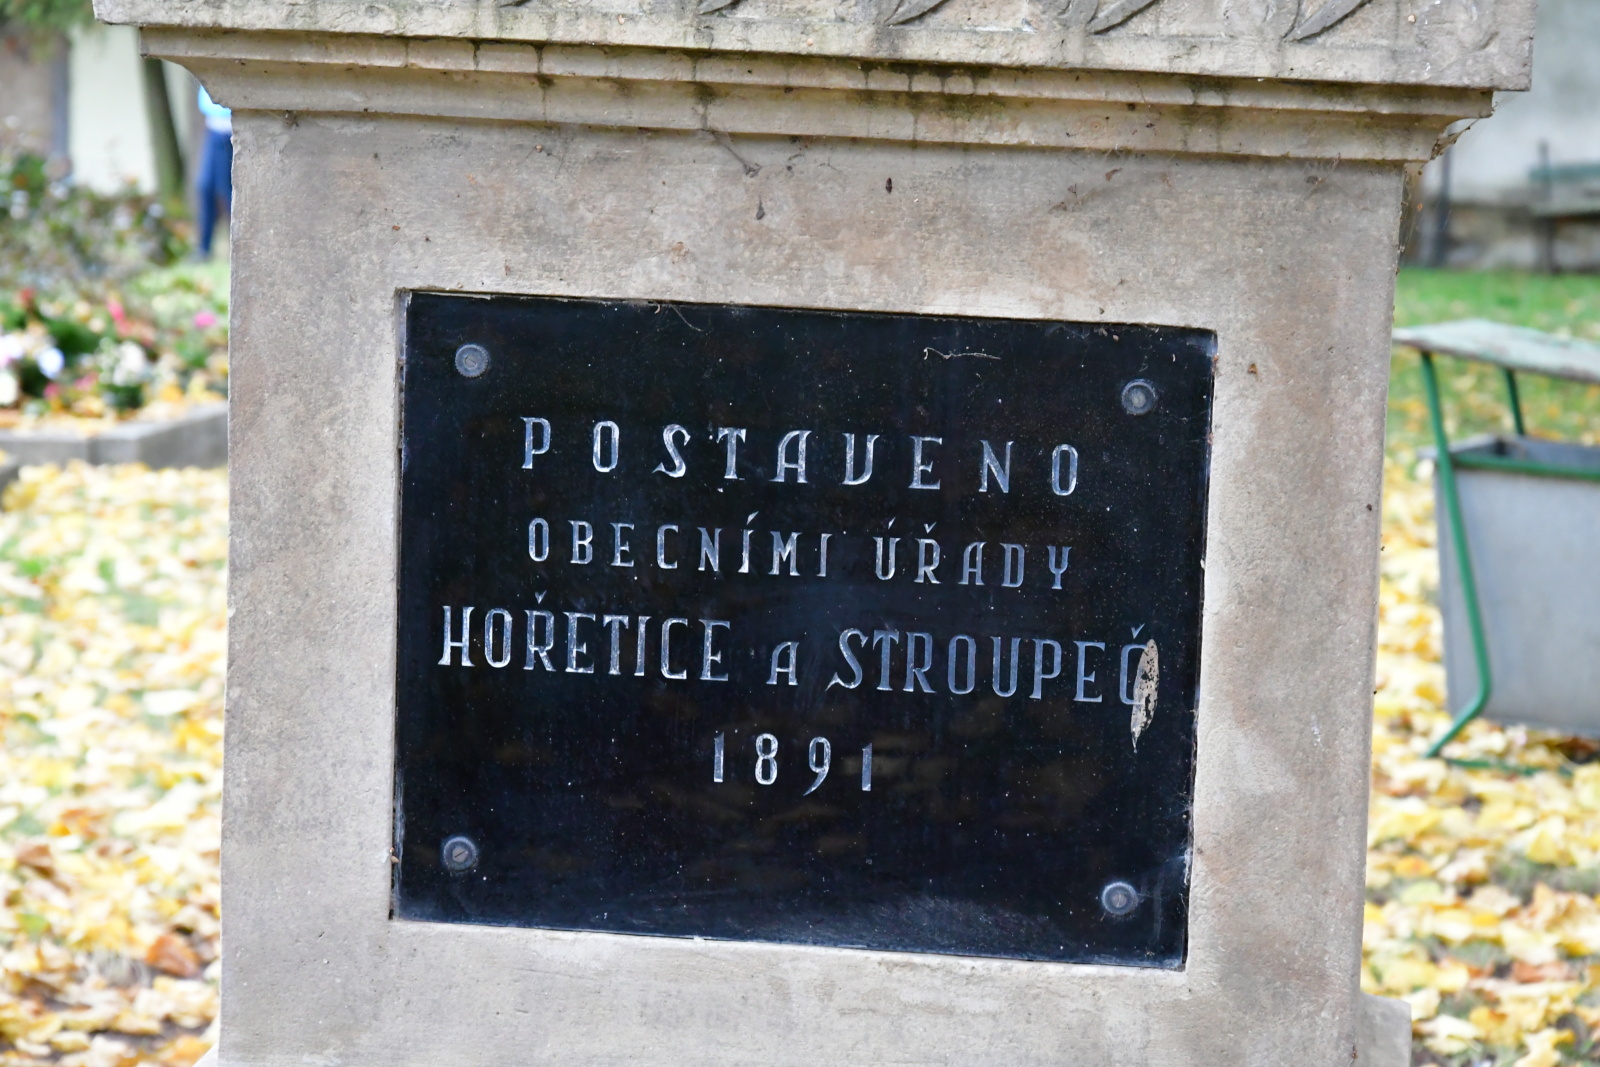 POSTAVENO
OBECNÍMI ÚŘADY
HOŘETICE A STROUPEČ
1891